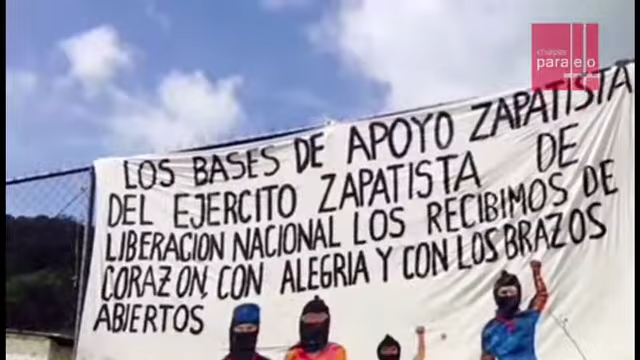 chiapas
paralelo
LOS BASES DE APOYO ZAPATISTA
DEL EJERCITO ZAPATISTA DE
LIBERACION NACIONAL LOS RECIBIMOS DE
CORAZON, CON ALEGRIA Y CON LOS BRAZOS
ABIERTOS